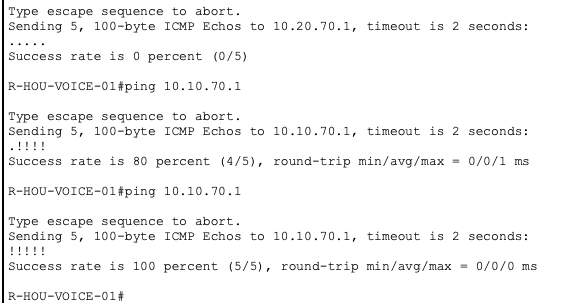 Type escape sequence to abort.
Sending 5, 100-byte ICMP Echos to 10.20.70.1, timeout is 2 seconds:
.....
Success rate is 0 percent (0/5)
R-HOU-VOICE-01#ping 10.10.70.1
Type escape sequence to abort.
Sending 5, 100-byte ICMP Echos to 10.10.70.1, timeout is 2 seconds:
.!!!!
Success rate is 80 percent (4/5), round-trip min/avg/max = 0/0/1 ms
R-HOU-VOICE-01#ping 10.10.70.1
Type escape sequence to abort.
Sending 5, 100-byte ICMP Echos to 10.10.70.1, timeout is 2 seconds:
!!!!!
Success rate is 100 percent (5/5), round-trip min/avg/max = 0/0/0 ms
R-HOU-VOICE-01#